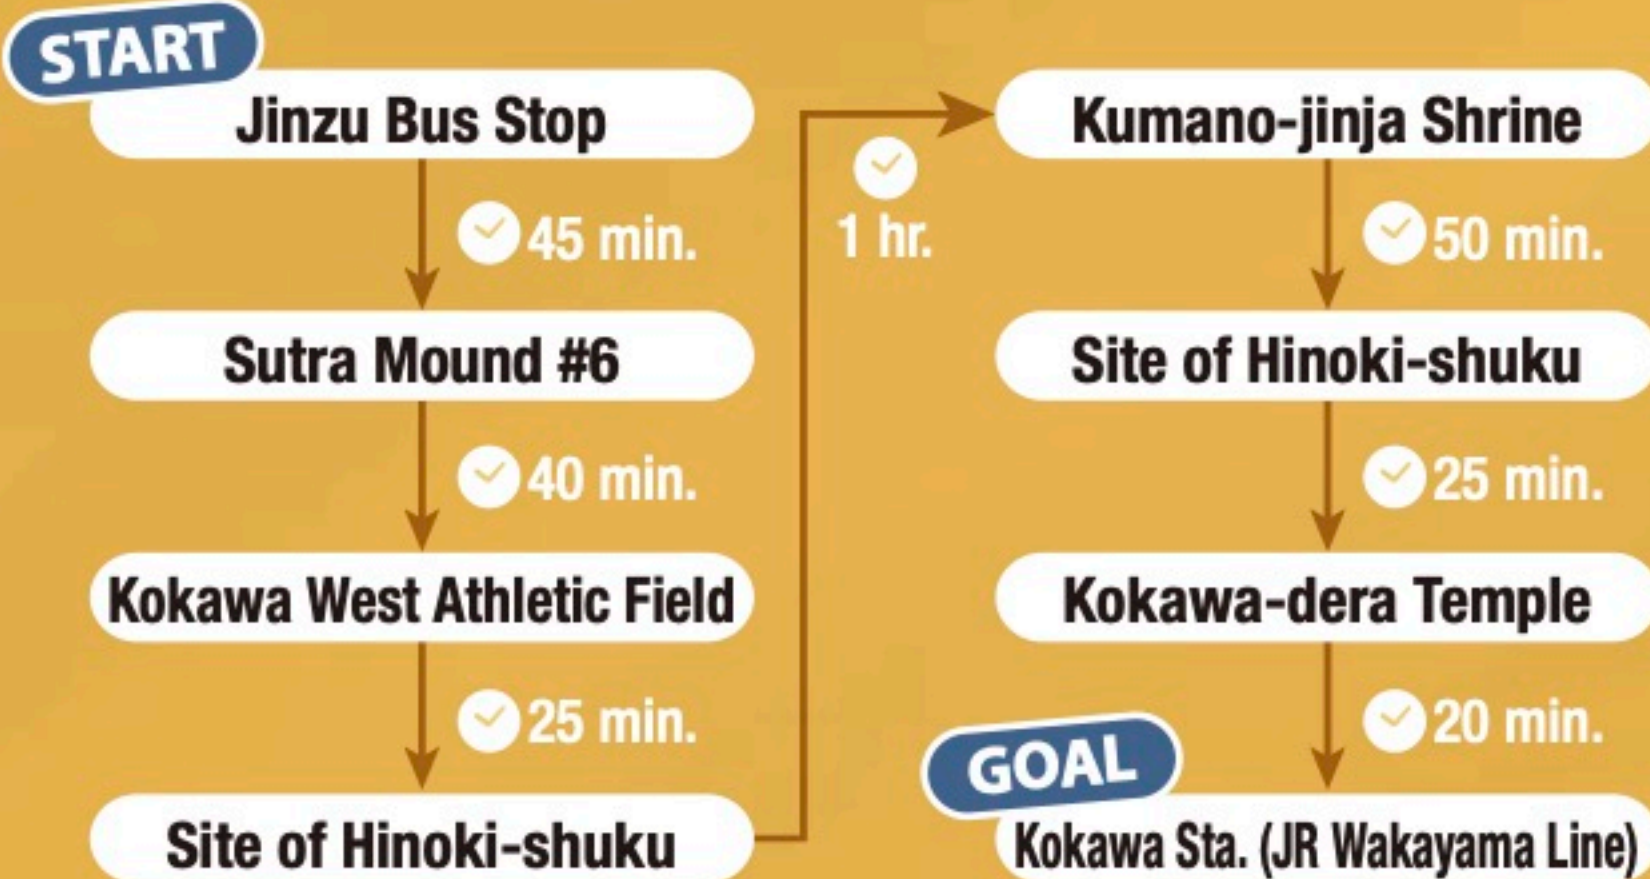 START
Jinzu Bus Stop
45 min.
Sutra Mound #6
40 min.
Kokawa West Athletic Field
25 min.
Site of Hinoki-shuku
1 hr.
Kumano-jinja Shrine
50 min.
Site of Hinoki-shuku
25 min.
Kokawa-dera Temple
20 min.
GOAL
Kokawa Sta. (JR Wakayama Line)